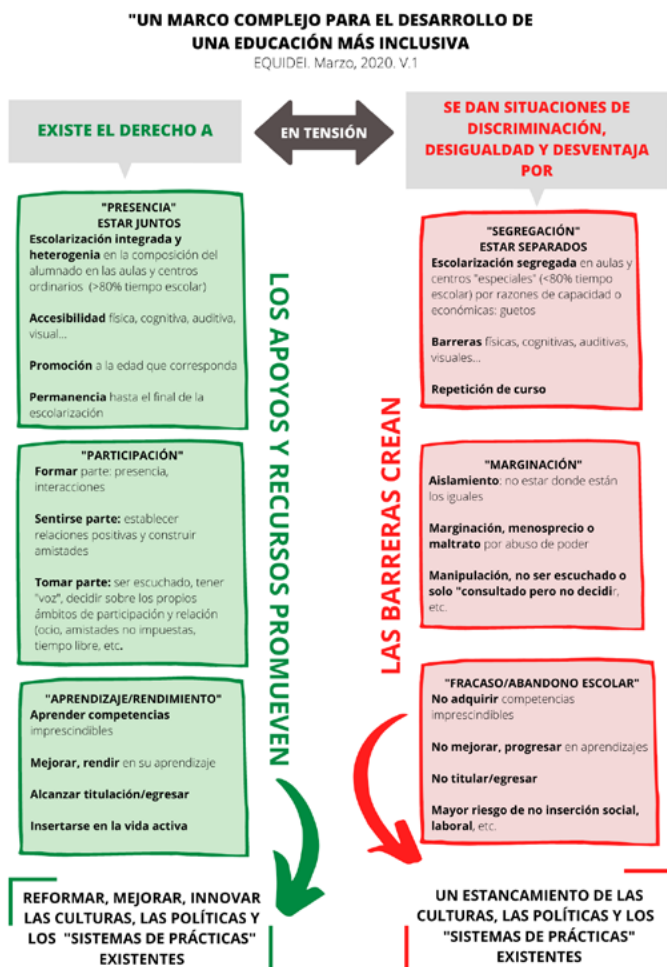 "UN MARCO COMPLEJO PARA EL DESARROLLO DE
UNA EDUCACIÓN MÁS INCLUSIVA
EQUIDEI. Marzo, 2020. V.1
EXISTE EL DERECHO A
EN TENSIÓN
SE DAN SITUACIONES DE
DISCRIMINACIÓN,
DESIGUALDAD Y DESVENTAJA
POR
"PRESENCIA"
ESTAR JUNTOS
Escolarización integrada y
heterogenia en la composición del
alumnado en las aulas y centros
ordinarios (>80% tiempo escolar)
Accesibilidad física, cognitiva, auditiva,
visual...
Promoción a la edad que corresponda
Permanencia hasta el final de la
escolarización
"PARTICIPACIÓN"
Formar parte: presencia,
interacciones
Sentirse parte: establecer
relaciones positivas y construir
amistades
Tomar parte: ser escuchado, tener
"voz", decidir sobre los propios
ámbitos de participación y relación
(ocio, amistades no impuestas,
tiempo libre, etc.
"APRENDIZAJE/RENDIMIENTO"
Aprender competencias
imprescindibles
Mejorar, rendir en su aprendizaje
Alcanzar titulación/egresar
Insertarse en la vida activa
LOS APOYOS Y RECURSOS PROMUEVEN
REFORMAR, MEJORAR, INNOVAR
LAS CULTURAS, LAS POLÍTICAS Y
LOS "SISTEMAS DE PRÁCTICAS"
EXISTENTES
"SEGREGACIÓN"
ESTAR SEPARADOS
Escolarización segregada en aulas y
centros "especiales" (<80% tiempo
escolar) por razones de capacidad o
económicas: guetos
Barreras físicas, cognitivas, auditivas,
visuales...
Repetición de curso
"MARGINACIÓN"
Aislamiento: no estar donde están
los iguales
Marginación, menosprecio o
maltrato por abuso de poder
Manipulación, no ser escuchado o
solo "consultado pero no decidir,
etc.
"FRACASO/ABANDONO ESCOLAR"
No adquirir competencias
imprescindibles
No mejorar, progresar en aprendizajes
No titular/egresar
Mayor riesgo de no inserción social,
laboral, etc.
LAS BARRERAS CREAN
UN ESTANCAMIENTO DE LAS
CULTURAS, LAS POLÍTICAS Y LOS
"SISTEMAS DE PRÁCTICAS"
EXISTENTES